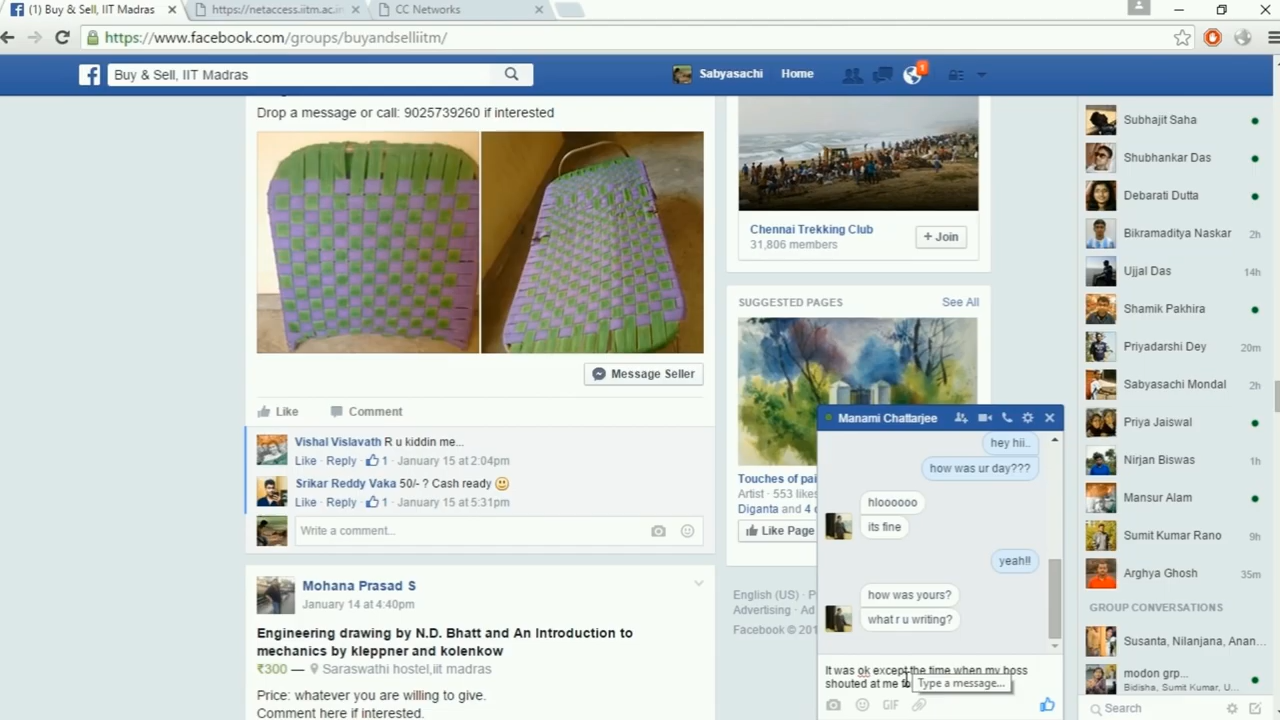 (1) Buy & Sell, IIT Madras
https://netaccess.iitm.ac.in
CC Networks
https://www.facebook.com/groups/buyandselliitm/
Buy & Sell, IIT Madras
Sabyasachi
Home
1
Drop a message or call: 9025739260 if interested
Message Seller
Like
Comment
Vishal Vislavath R u kiddin me...
Like · Reply · 1 · January 15 at 2:04pm
Srikar Reddy Vaka 50/- ? Cash ready
Like · Reply · 1 · January 15 at 5:31pm
Write a comment...
Mohana Prasad S
January 14 at 4:40pm
Engineering drawing by N.D. Bhatt and An Introduction to
mechanics by kleppner and kolenkow
₹300 — Saraswathi hostel,iit madras
Price: whatever you are willing to give.
Comment here if interested.
Chennai Trekking Club
31,806 members
+ Join
SUGGESTED PAGES
See All
Touches of pai
Artist · 553 likes
Diganta and 4
Like Page
English (US) · P
Advertising · Ad
Facebook © 201
Manami Chattarjee
hey hii..
how was ur day???
hloooooo
its fine
yeah!!
how was yours?
what r u writing?
It was ok except the time when my boss
shouted at me
Type a message...
GIF
Subhajit Saha
Shubhankar Das
Debarati Dutta
Bikramaditya Naskar 2h
Ujjal Das 14h
Shamik Pakhira
Priyadarshi Dey 20m
Sabyasachi Mondal 2h
Priya Jaiswal
Nirjan Biswas 1h
Mansur Alam
Sumit Kumar Rano 9h
Arghya Ghosh 35m
GROUP CONVERSATIONS
Susanta, Nilanjana, Anan...
modon grp...
Bidisha, Sumit Kumar, U...
Search